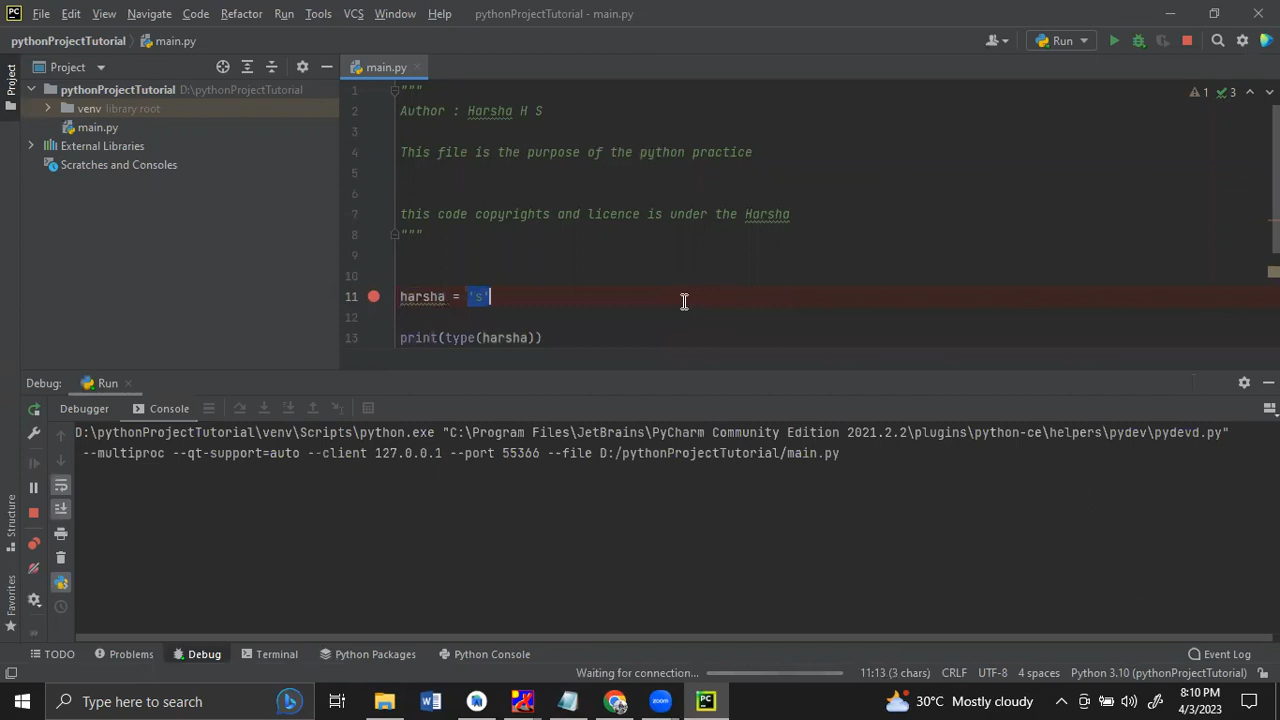 File Edit View Navigate Code Refactor Run Tools VCS Window Help pythonProjectTutorial - main.py
pythonProjectTutorial main.py
Run
Project
main.py
pythonProjectTutorial D:\pythonProjectTutorial
venv library root
main.py
External Libraries
Scratches and Consoles
1 """
2 Author : Harsha H S
3
4 This file is the purpose of the python practice
5
6
7 this code copyrights and licence is under the Harsha
8 """
9
10
11 harsha = 's'
12
13 print(type(harsha))
1 3
Project
Structure
Favorites
Debug: Run
Debugger Console
D:\pythonProjectTutorial\venv\Scripts\python.exe "C:\Program Files\JetBrains\PyCharm Community Edition 2021.2.2\plugins\python-ce\helpers\pydev\pydevd.py"
--multiproc --qt-support=auto --client 127.0.0.1 --port 55366 --file D:/pythonProjectTutorial/main.py
TODO Problems Debug Terminal Python Packages Python Console Event Log
Waiting for connection... 11:13 (3 chars) CRLF UTF-8 4 spaces Python 3.10 (pythonProjectTutorial)
Type here to search
30°C Mostly cloudy
8:10 PM
4/3/2023